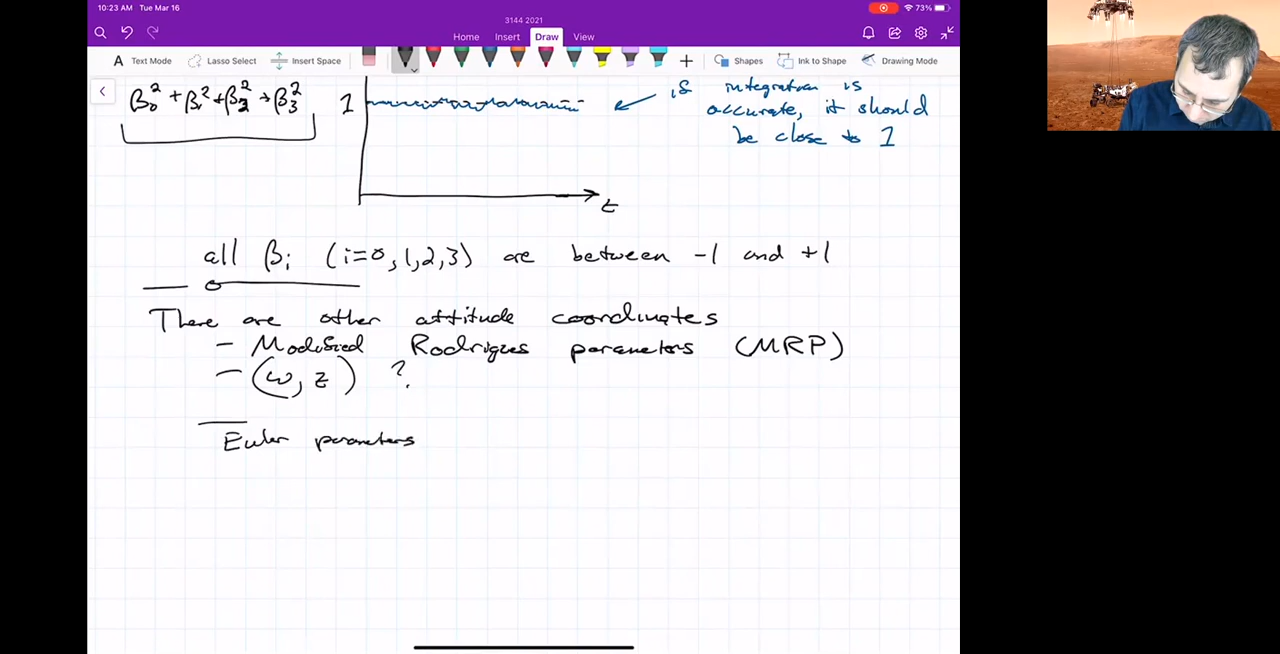 10:23 AM Tue Mar 16
73%
3144 2021
Home Insert Draw View
A Text Mode Lasso Select Insert Space Shapes Ink to Shape Drawing Mode
β₀² + β₁² + β₂² + β₃²
1
if integration is
accurate, it should
be close to 1
t
all βᵢ (i=0,1,2,3) are between -1 and +1
There are other attitude coordinates
- Modified Rodrigues parameters (MRP)
- (w, z) ?
Euler parameters